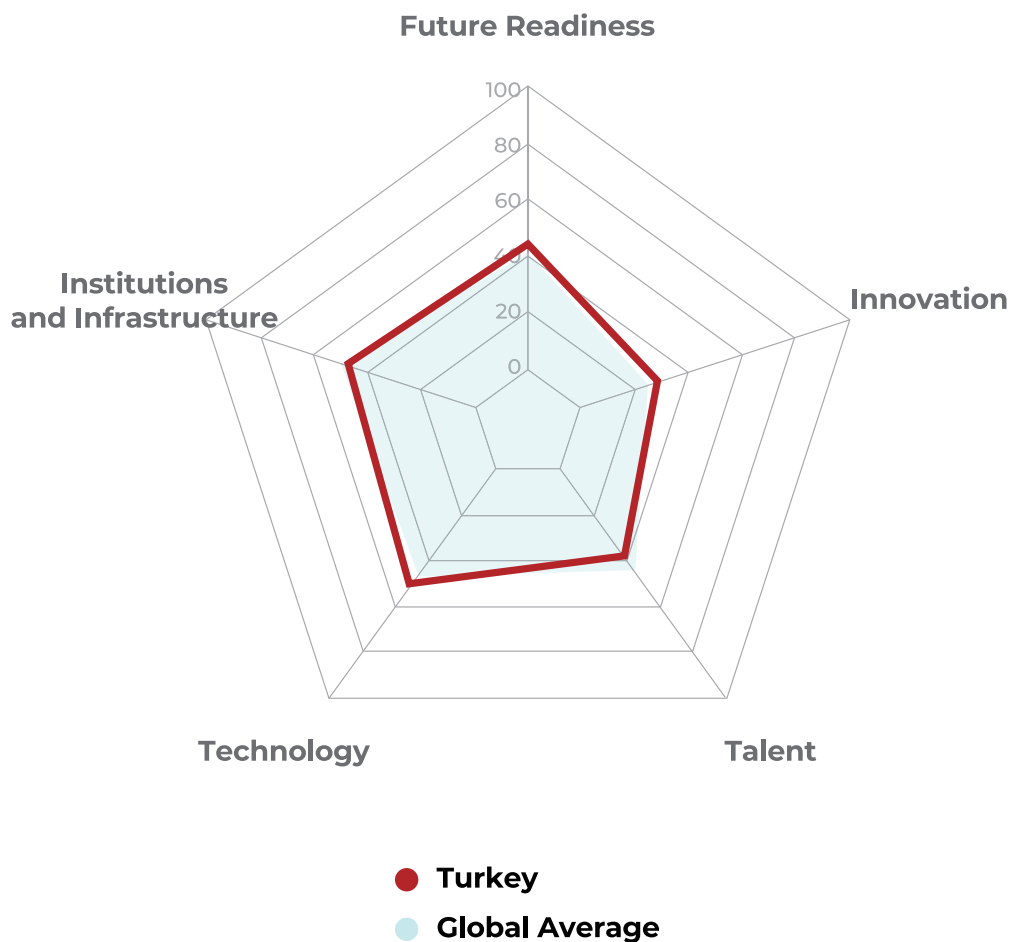 Future Readiness
100
80
60
40
20
0
Institutions
and Infrastructure
Innovation
Technology
Talent
Turkey
Global Average